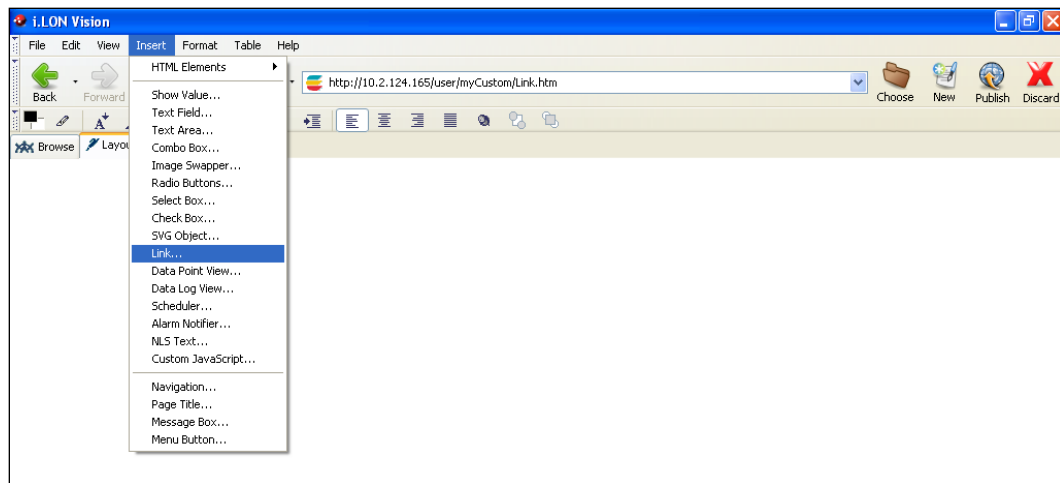 i.LON Vision
File Edit View Insert Format Table Help
HTML Elements
Back Forward http://10.2.124.165/user/myCustom/Link.htm Choose New Publish Discard
Show Value...
Text Field...
A
Text Area...
Browse Layou
Combo Box...
Image Swapper...
Radio Buttons...
Select Box...
Check Box...
SVG Object...
Link...
Data Point View...
Data Log View...
Scheduler...
Alarm Notifier...
NLS Text...
Custom JavaScript...
Navigation...
Page Title...
Message Box...
Menu Button...